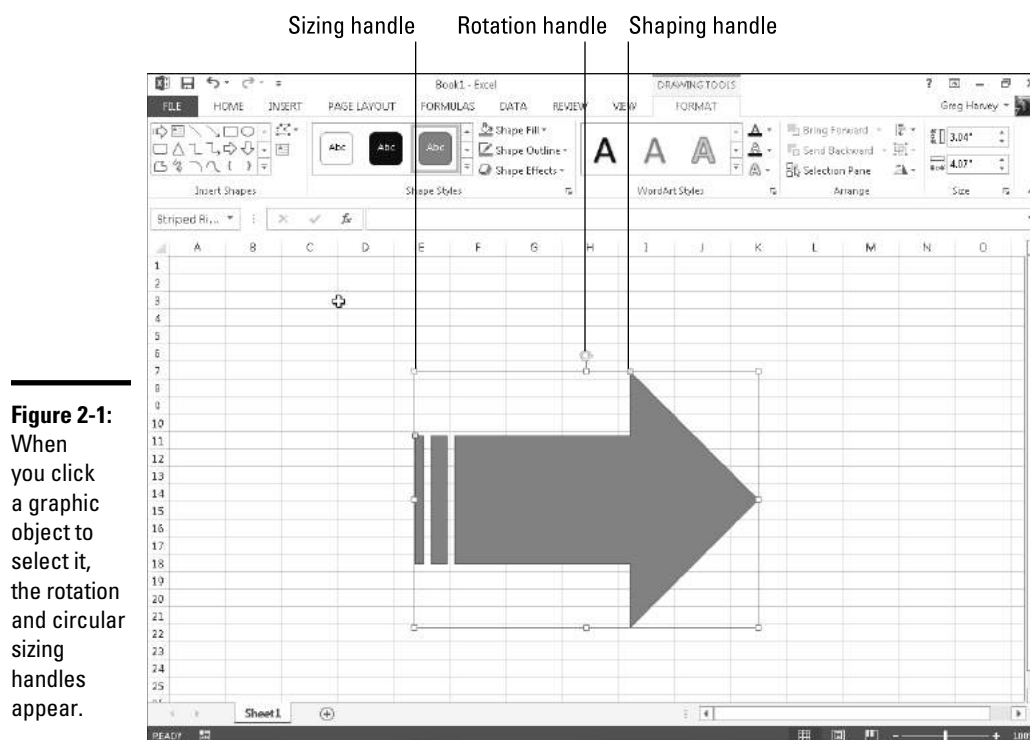 Sizing handle Rotation handle Shaping handle
Book1 - Excel DRAWING TOOLS ?
FILE HOME INSERT PAGE LAYOUT FORMULAS DATA REVIEW VIEW FORMAT Greg Harvey
Abc Abc Abc Shape Fill A A A A Bring Forward 3.04"
Shape Outline A Send Backward
Shape Effects A Selection Pane 4.07"
Insert Shapes Shape Styles WordArt Styles Arrange Size
Striped Ri... fx
A B C D E F G H I J K L M N O
1
2
3
4
5
6
7
8
9
10
11
12
13
14
15
16
17
18
19
20
21
22
23
24
25
Figure 2-1:
When
you click
a graphic
object to
select it,
the rotation
and circular
sizing
handles
appear.
Sheet1
READY